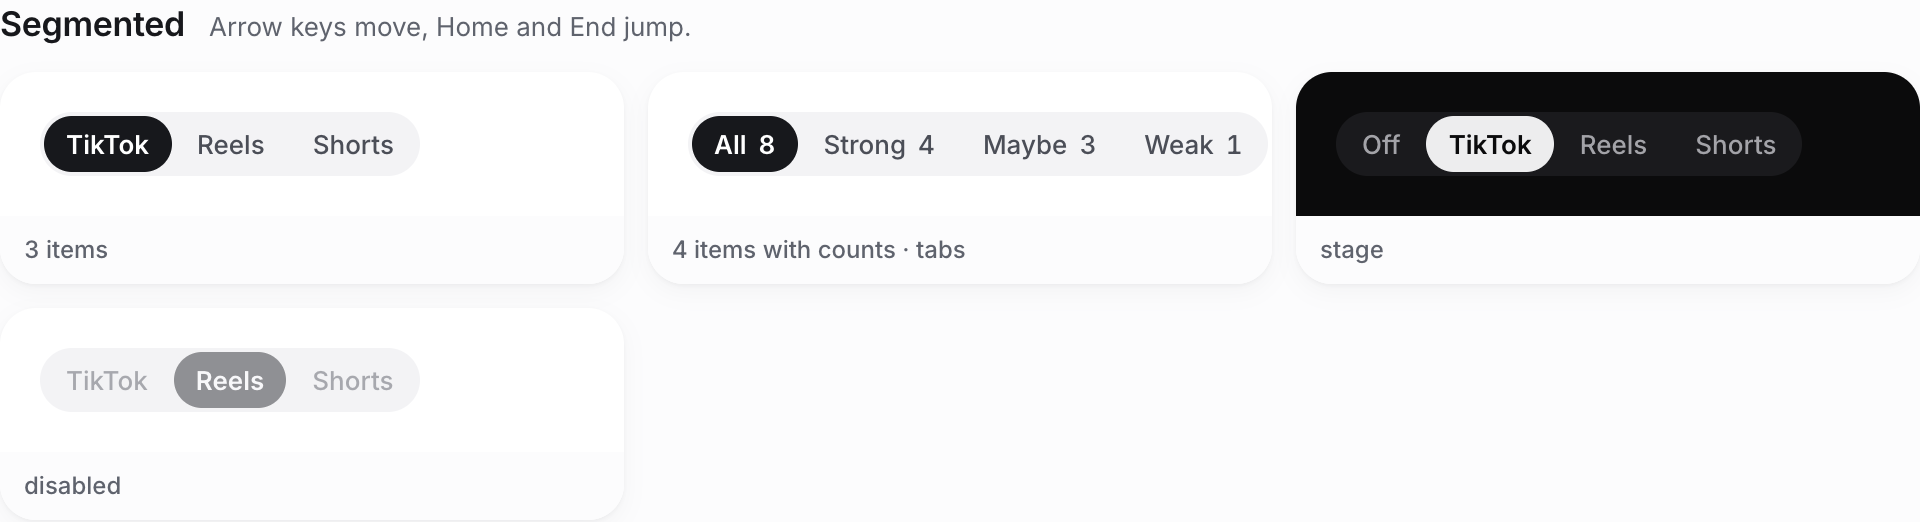 Segmented Arrow keys move, Home and End jump.
TikTok Reels Shorts
3 items
All 8 Strong 4 Maybe 3 Weak 1
4 items with counts · tabs
Off TikTok Reels Shorts
stage
TikTok Reels Shorts
disabled